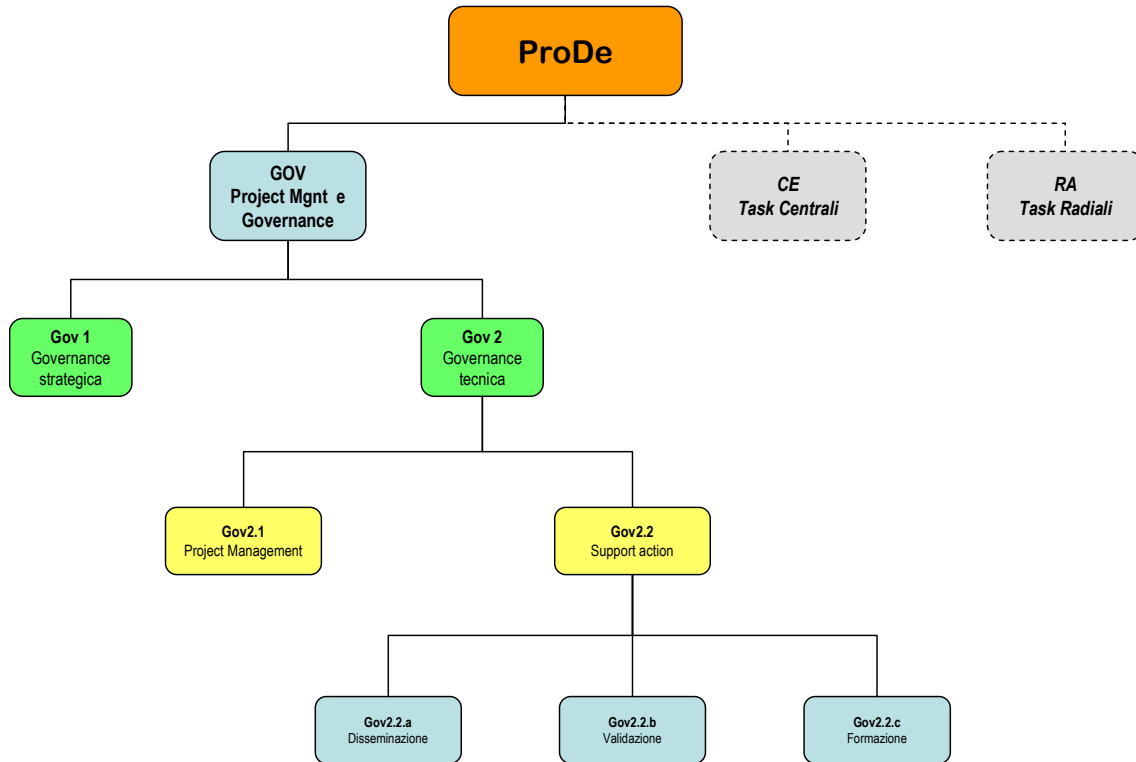 ProDe
GOV
Project Mgnt e
Governance
CE
Task Centrali
RA
Task Radiali
Gov 1
Governance
strategica
Gov 2
Governance
tecnica
Gov2.1
Project Management
Gov2.2
Support action
Gov2.2.a
Disseminazione
Gov2.2.b
Validazione
Gov2.2.c
Formazione